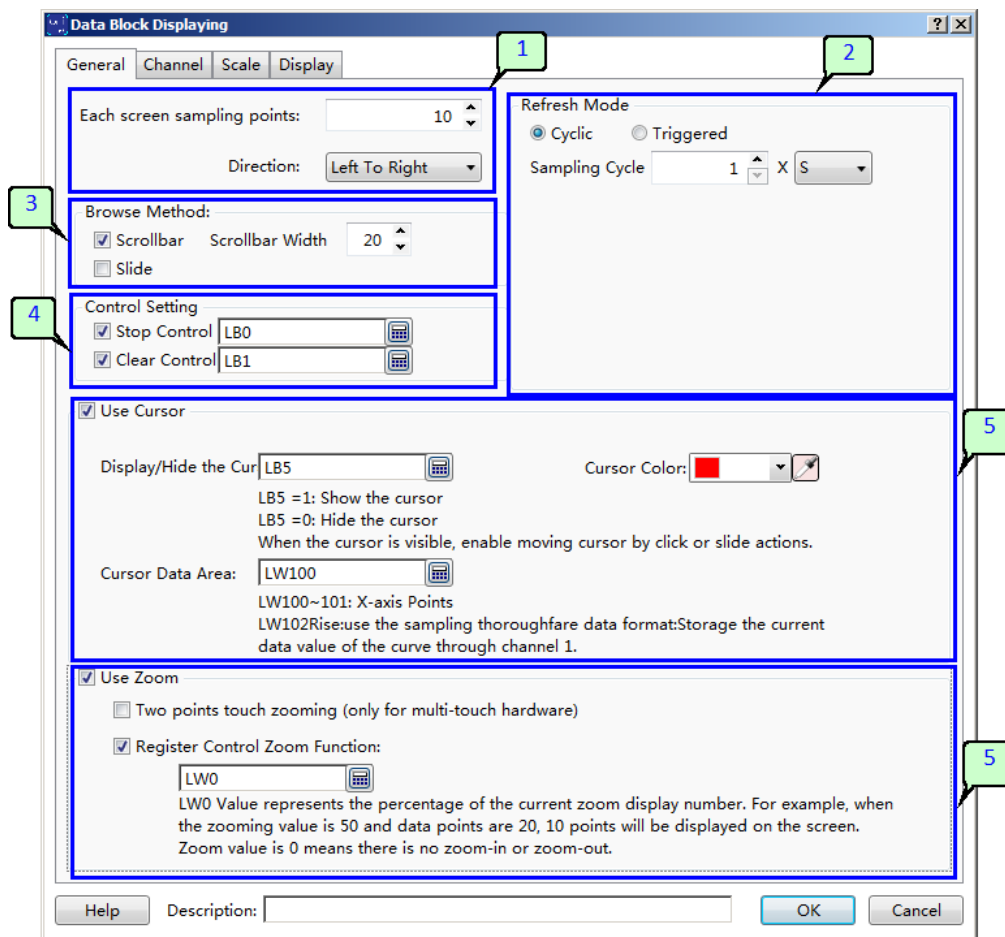 Data Block Displaying
General Channel Scale Display
1
2
Each screen sampling points: 10
Direction: Left To Right
Refresh Mode
Cyclic Triggered
Sampling Cycle 1 X S
3
Browse Method:
Scrollbar Scrollbar Width 20
Slide
4
Control Setting
Stop Control LB0
Clear Control LB1
5
Use Cursor
Display/Hide the Cur LB5 Cursor Color:
LB5 =1: Show the cursor
LB5 =0: Hide the cursor
When the cursor is visible, enable moving cursor by click or slide actions.
Cursor Data Area: LW100
LW100~101: X-axis Points
LW102Rise:use the sampling thoroughfare data format:Storage the current
data value of the curve through channel 1.
Use Zoom
Two points touch zooming (only for multi-touch hardware)
5
Register Control Zoom Function:
LW0
LW0 Value represents the percentage of the current zoom display number. For example, when
the zooming value is 50 and data points are 20, 10 points will be displayed on the screen.
Zoom value is 0 means there is no zoom-in or zoom-out.
Help Description: OK Cancel